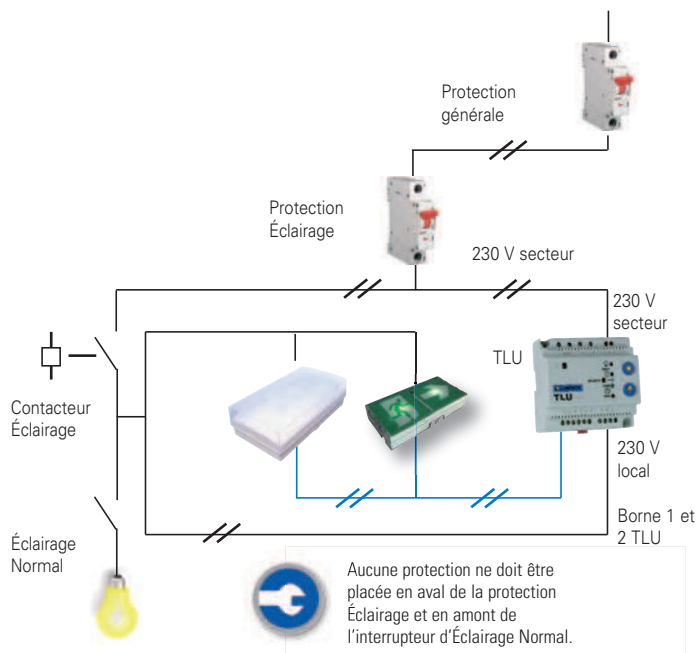 Protection
générale
Protection
Éclairage
230 V secteur
230 V
secteur
TLU
Contacteur
Éclairage
TLU
230 V
local
Borne 1 et
2 TLU
Éclairage
Normal
Aucune protection ne doit être
placée en aval de la protection
Éclairage et en amont de
l’interrupteur d’Éclairage Normal.